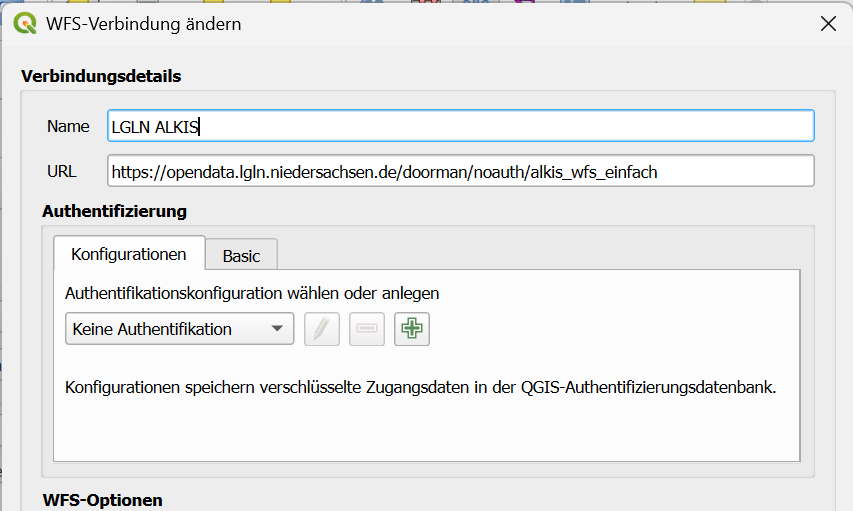 WFS-Verbindung ändern
Verbindungsdetails
Name LGLN ALKIS
URL https://opendata.lgln.niedersachsen.de/doorman/noauth/alkis_wfs_einfach
Authentifizierung
Konfigurationen Basic
Authentifikationskonfiguration wählen oder anlegen
Keine Authentifikation
Konfigurationen speichern verschlüsselte Zugangsdaten in der QGIS-Authentifizierungsdatenbank.
WFS-Optionen